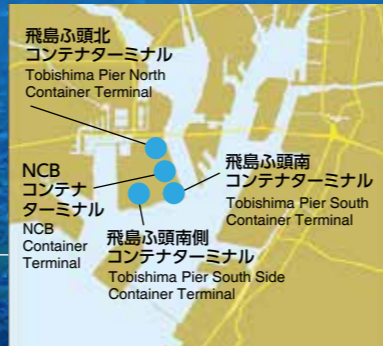 飛島ふ頭北
コンテナターミナル
Tobishima Pier North
Container Terminal
NCB
コンテナ
ターミナル
NCB
Container
Terminal
飛島ふ頭南
コンテナターミナル
Tobishima Pier South
Container Terminal
飛島ふ頭南側
コンテナターミナル
Tobishima Pier South Side
Container Terminal